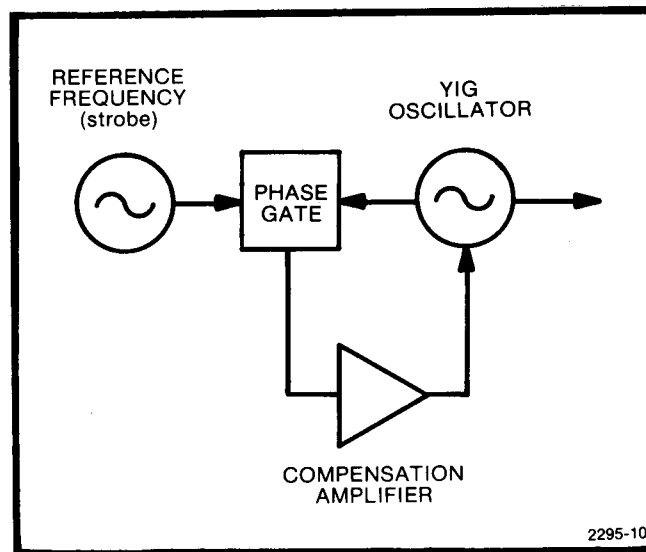 REFERENCE
FREQUENCY
(strobe)
YIG
OSCILLATOR
PHASE
GATE
COMPENSATION
AMPLIFIER
2295-10